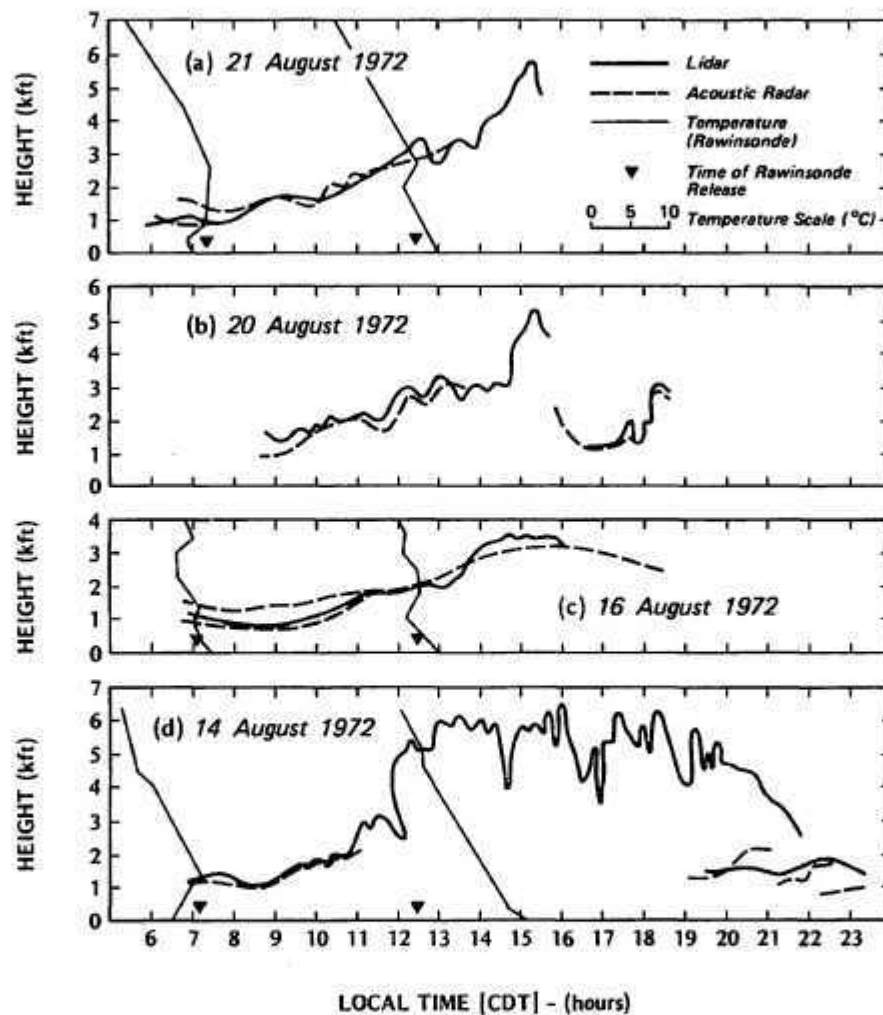 HEIGHT (kft)
7
6
5
4
3
2
1
0
(a) 21 August 1972
Lidar
Acoustic Radar
Temperature
(Rawinsonde)
Time of Rawinsonde
Release
0 5 10
Temperature Scale (°C) -
HEIGHT (kft)
6
5
4
3
2
1
0
(b) 20 August 1972
HEIGHT (kft)
4
3
2
1
0
(c) 16 August 1972
HEIGHT (kft)
7
6
5
4
3
2
1
0
(d) 14 August 1972
6 7 8 9 10 11 12 13 14 15 16 17 18 19 20 21 22 23
LOCAL TIME [CDT] - (hours)